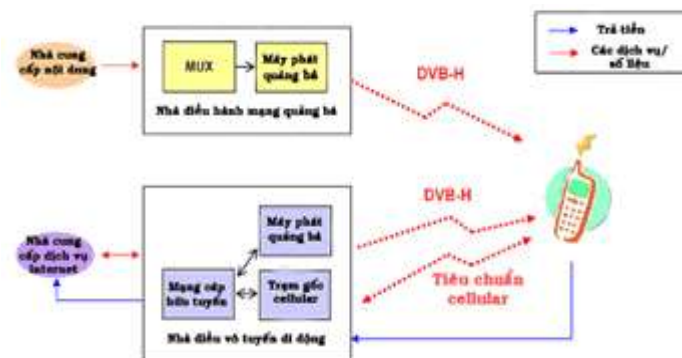 Nhà cung
cấp nội dung
MUX
Máy phát
quảng bá
Nhà điều hành mạng quảng bá
DVB-H
Trả tiền
Các dịch vụ/
số liệu
Nhà cung
cấp dịch vụ
Internet
Máy phát
quảng bá
Mạng cáp
hữu tuyến
Trạm gốc
cellular
Nhà điều vô tuyến di động
DVB-H
Tiêu chuẩn
cellular